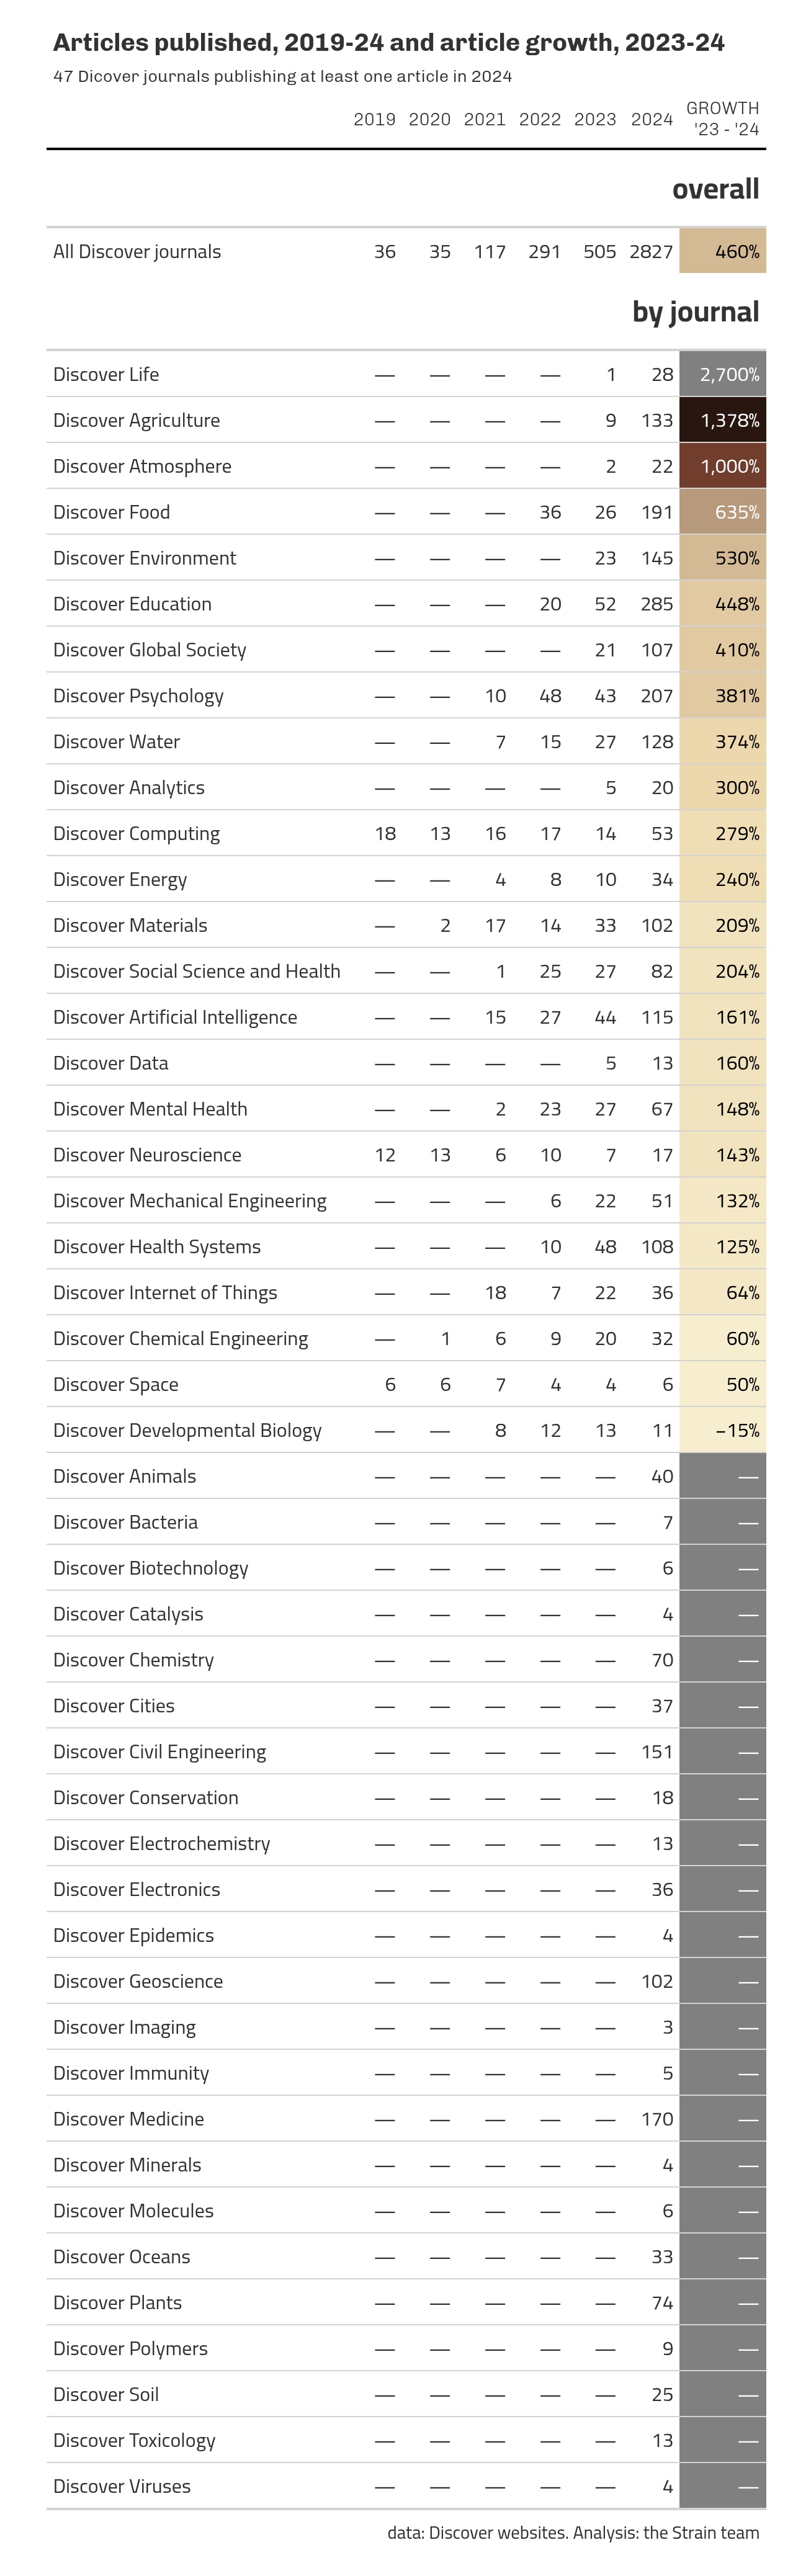 Articles published, 2019-24 and article growth, 2023-24
47 Dicover journals publishing at least one article in 2024
2019 2020 2021 2022 2023 2024 GROWTH '23 - '24
overall
All Discover journals 36 35 117 291 505 2827 460%
by journal
Discover Life — — — — 1 28 2,700%
Discover Agriculture — — — — 9 133 1,378%
Discover Atmosphere — — — — 2 22 1,000%
Discover Food — — — 36 26 191 635%
Discover Environment — — — — 23 145 530%
Discover Education — — — 20 52 285 448%
Discover Global Society — — — — 21 107 410%
Discover Psychology — — 10 48 43 207 381%
Discover Water — — 7 15 27 128 374%
Discover Analytics — — — — 5 20 300%
Discover Computing 18 13 16 17 14 53 279%
Discover Energy — — 4 8 10 34 240%
Discover Materials — 2 17 14 33 102 209%
Discover Social Science and Health — — 1 25 27 82 204%
Discover Artificial Intelligence — — 15 27 44 115 161%
Discover Data — — — — 5 13 160%
Discover Mental Health — — 2 23 27 67 148%
Discover Neuroscience 12 13 6 10 7 17 143%
Discover Mechanical Engineering — — — 6 22 51 132%
Discover Health Systems — — — 10 48 108 125%
Discover Internet of Things — — 18 7 22 36 64%
Discover Chemical Engineering — 1 6 9 20 32 60%
Discover Space 6 6 7 4 4 6 50%
Discover Developmental Biology — — 8 12 13 11 −15%
Discover Animals — — — — — 40 —
Discover Bacteria — — — — — 7 —
Discover Biotechnology — — — — — 6 —
Discover Catalysis — — — — — 4 —
Discover Chemistry — — — — — 70 —
Discover Cities — — — — — 37 —
Discover Civil Engineering — — — — — 151 —
Discover Conservation — — — — — 18 —
Discover Electrochemistry — — — — — 13 —
Discover Electronics — — — — — 36 —
Discover Epidemics — — — — — 4 —
Discover Geoscience — — — — — 102 —
Discover Imaging — — — — — 3 —
Discover Immunity — — — — — 5 —
Discover Medicine — — — — — 170 —
Discover Minerals — — — — — 4 —
Discover Molecules — — — — — 6 —
Discover Oceans — — — — — 33 —
Discover Plants — — — — — 74 —
Discover Polymers — — — — — 9 —
Discover Soil — — — — — 25 —
Discover Toxicology — — — — — 13 —
Discover Viruses — — — — — 4 —
data: Discover websites. Analysis: the Strain team